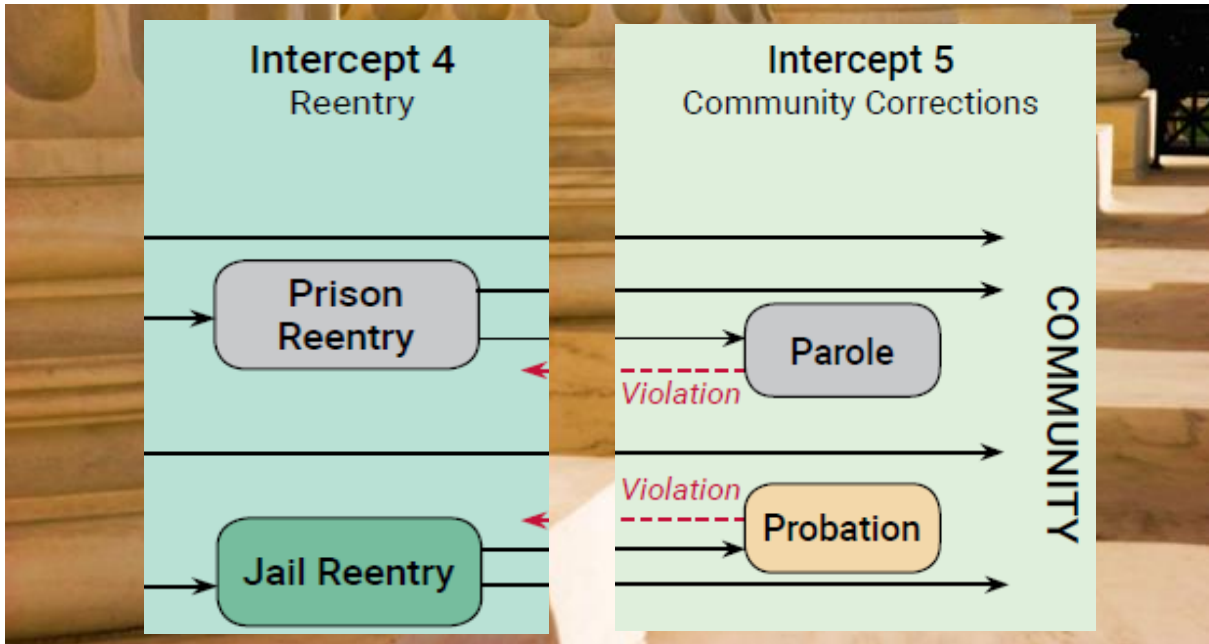 Intercept 4
Reentry
Prison
Reentry
Jail Reentry
Intercept 5
Community Corrections
Parole
Violation
Violation
Probation
COMMUNITY